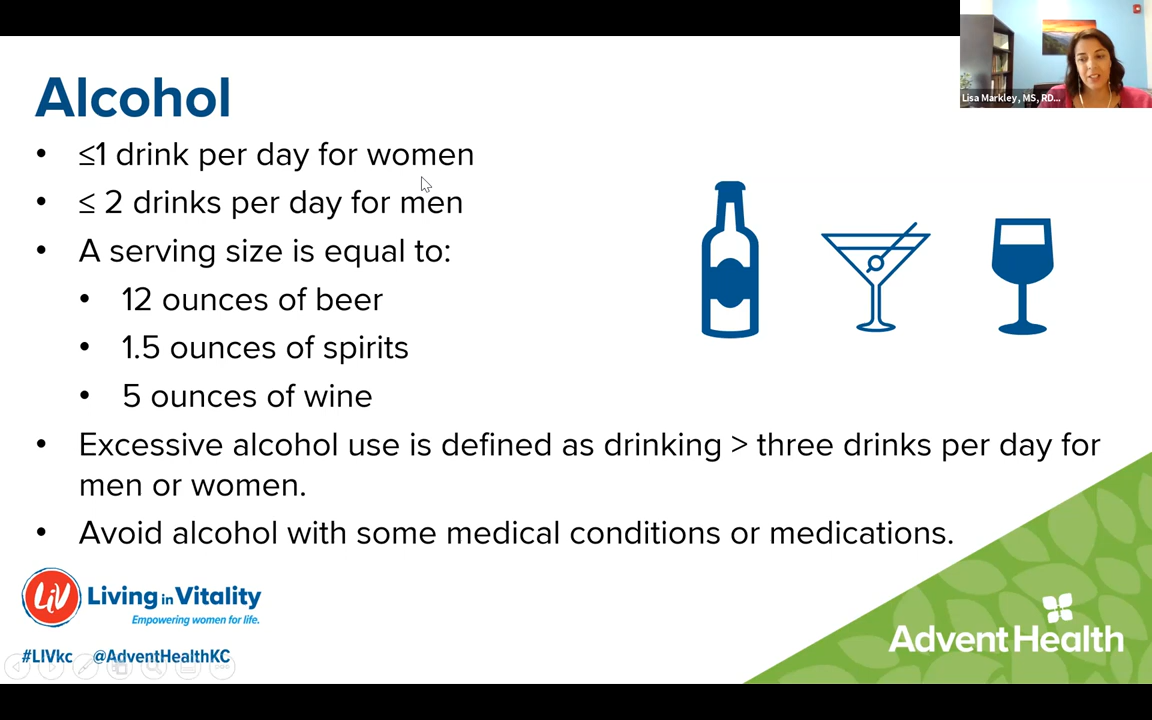 Lisa Markley, MS, RD...
Alcohol
• ≤1 drink per day for women
• ≤ 2 drinks per day for men
• A serving size is equal to:
• 12 ounces of beer
• 1.5 ounces of spirits
• 5 ounces of wine
• Excessive alcohol use is defined as drinking > three drinks per day for
men or women.
• Avoid alcohol with some medical conditions or medications.
LiV
Living in Vitality
Empowering women for life.
#LIVkc @AdventHealthKC
Advent Health